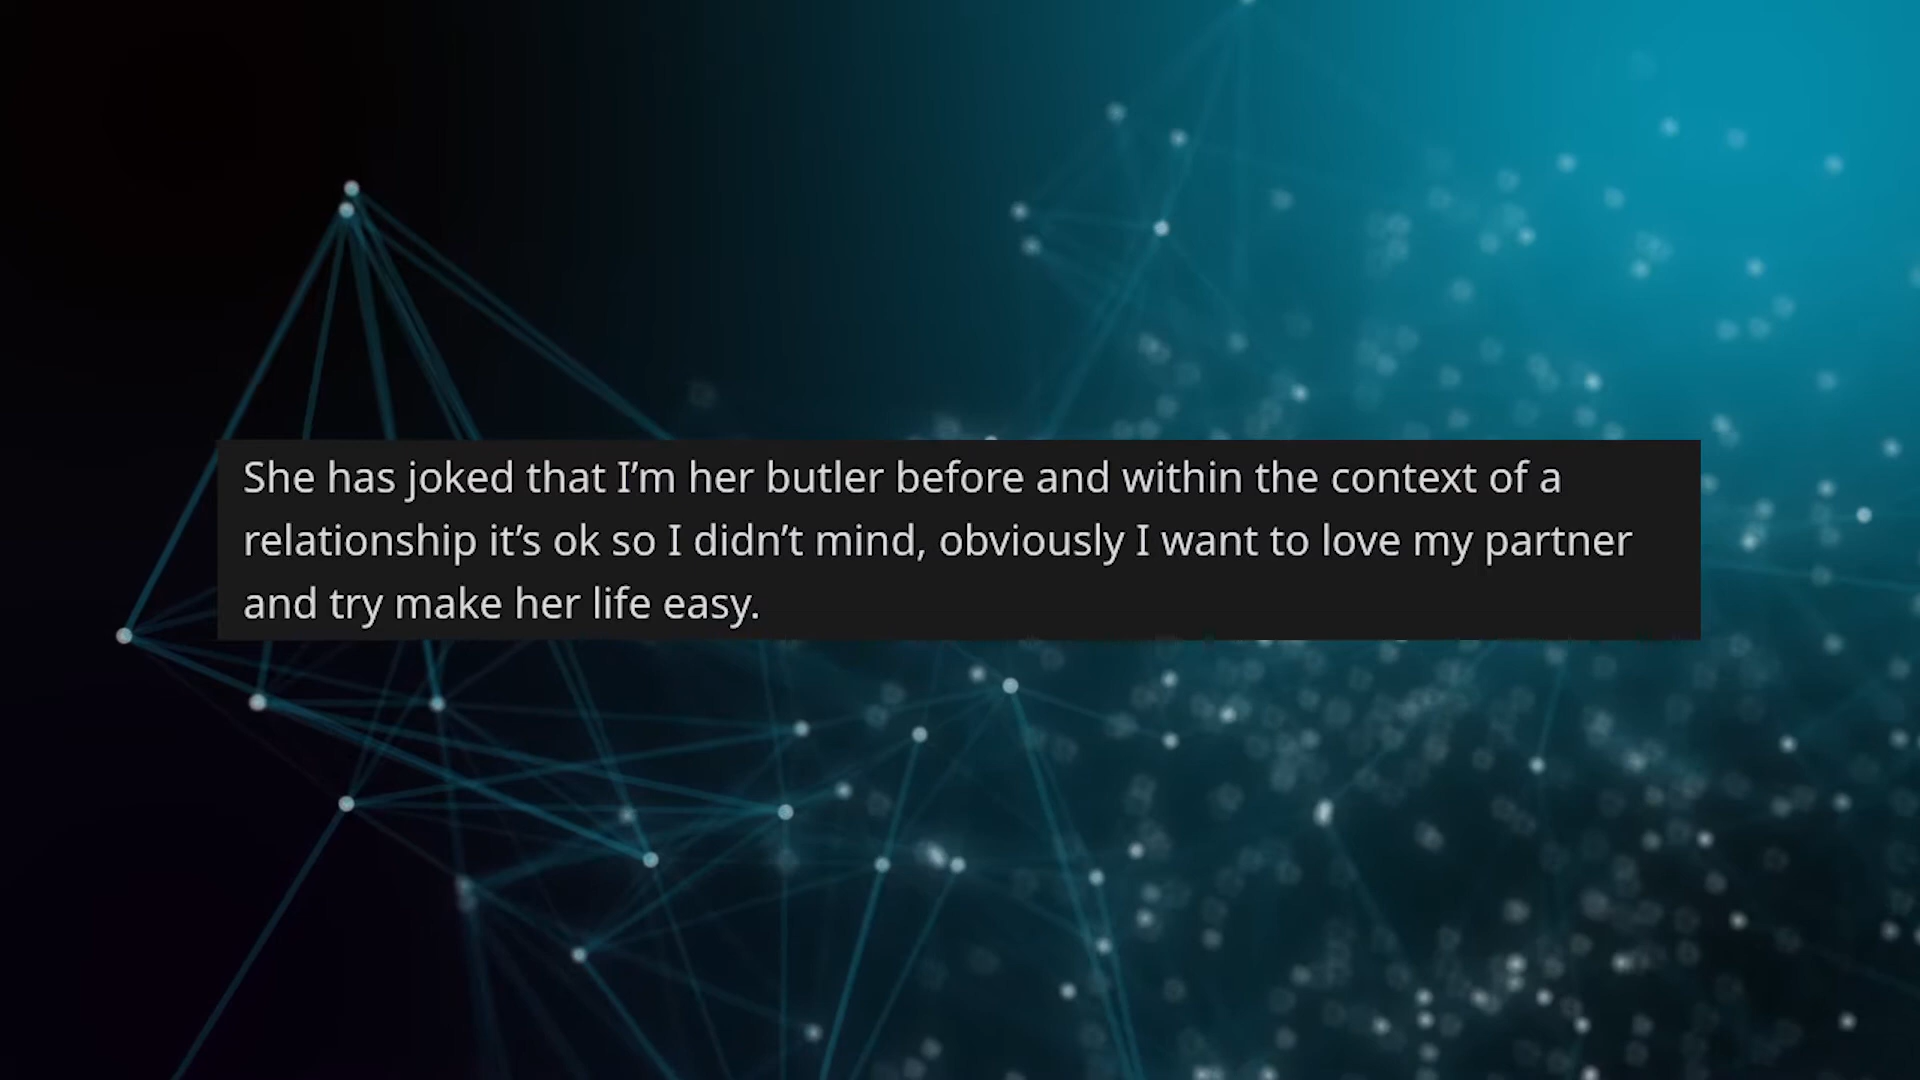 She has joked that I’m her butler before and within the context of a
relationship it’s ok so I didn’t mind, obviously I want to love my partner
and try make her life easy.